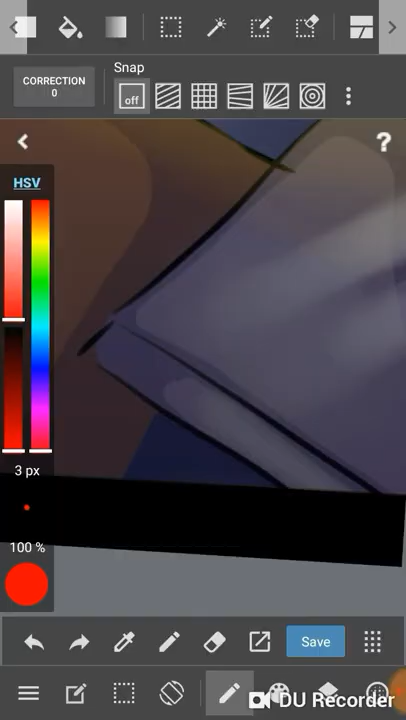 CORRECTION
0
Snap
off
?
HSV
3 px
100 %
Save
DU Recorder